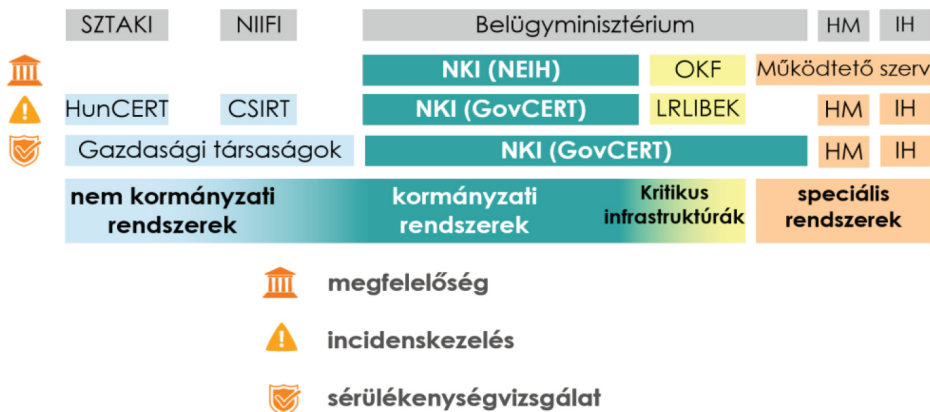 SZTAKI NIIFI Belügyminisztérium HM IH
NKI (NEIH) OKF Működtető szerv
HunCERT CSIRT NKI (GovCERT) LRLIBEK HM IH
Gazdasági társaságok NKI (GovCERT) HM IH
nem kormányzati
rendszerek
kormányzati
rendszerek
Kritikus
infrastruktúrák
speciális
rendszerek
megfelelőség
incidenskezelés
sérülékenységvizsgálat